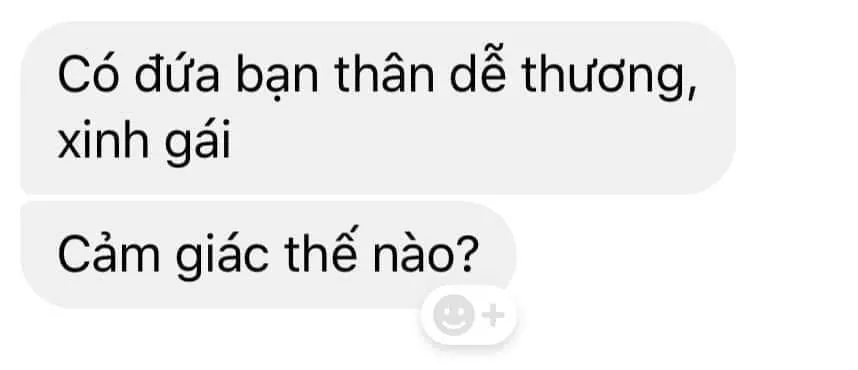 Có đứa bạn thân dễ thương,
xinh gái
Cảm giác thế nào?